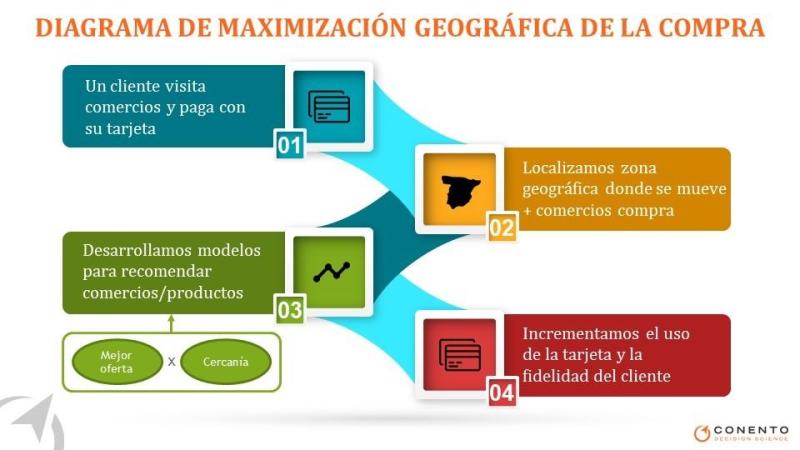 DIAGRAMA DE MAXIMIZACIÓN GEOGRÁFICA DE LA COMPRA
Un cliente visita
comercios y paga con
su tarjeta
01
Localizamos zona
geográfica donde se mueve
+ comercios compra
02
Desarrollamos modelos
para recomendar
comercios/productos
03
Mejor
oferta
X
Cercanía
Incrementamos el uso
de la tarjeta y la
fidelidad del cliente
04
CONENTO
DECISION SCIENCE